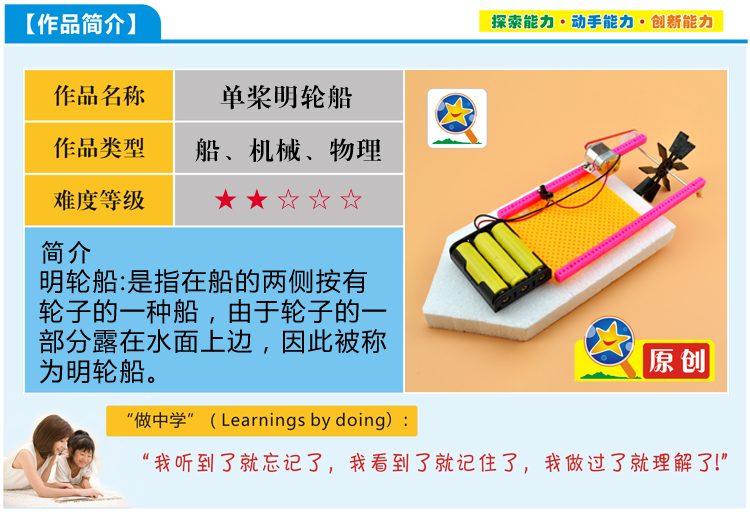 【作品简介】
探索能力·动手能力·创新能力
作品名称 单桨明轮船
作品类型 船、机械、物理
难度等级 ★★☆☆☆
简介
明轮船:是指在船的两侧按有
轮子的一种船，由于轮子的一
部分露在水面上边，因此被称
为明轮船。
原创
“做中学”（Learnings by doing）:
“我听到了就忘记了，我看到了就记住了，我做过了就理解了!”